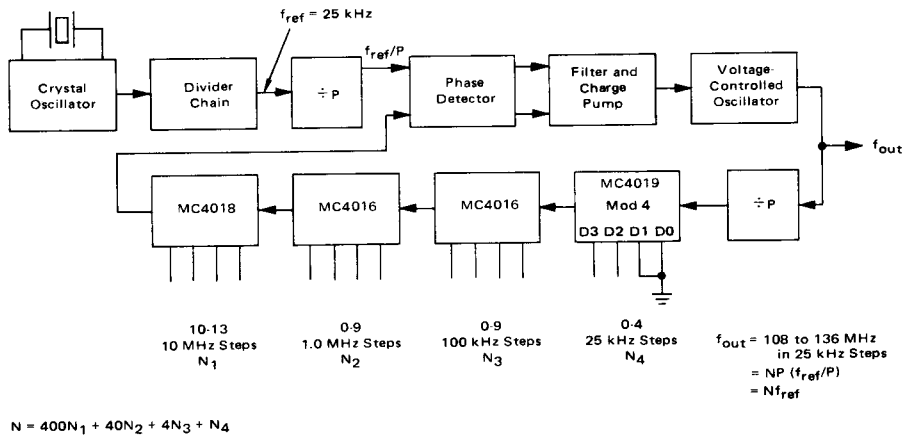 f_ref = 25 kHz
f_ref/P
Crystal
Oscillator
Divider
Chain
÷P
Phase
Detector
Filter and
Charge
Pump
Voltage-
Controlled
Oscillator
f_out
MC4018
MC4016
MC4016
MC4019
Mod 4
D3 D2 D1 D0
÷P
10-13
10 MHz Steps
N₁
0-9
1.0 MHz Steps
N₂
0-9
100 kHz Steps
N₃
0-4
25 kHz Steps
N₄
f_out = 108 to 136 MHz
in 25 kHz Steps
= NP (f_ref/P)
= Nf_ref
N = 400N₁ + 40N₂ + 4N₃ + N₄